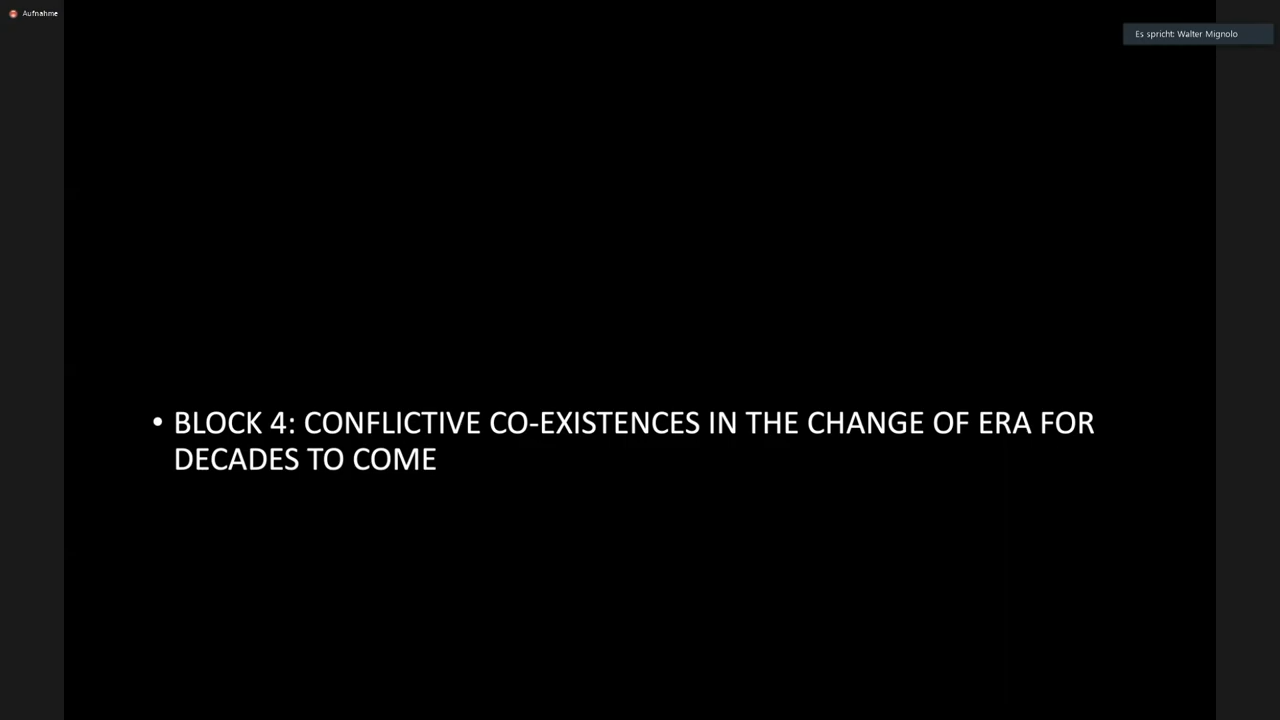 Aufnahme
Es spricht: Walter Mignolo
• BLOCK 4: CONFLICTIVE CO-EXISTENCES IN THE CHANGE OF ERA FOR
DECADES TO COME